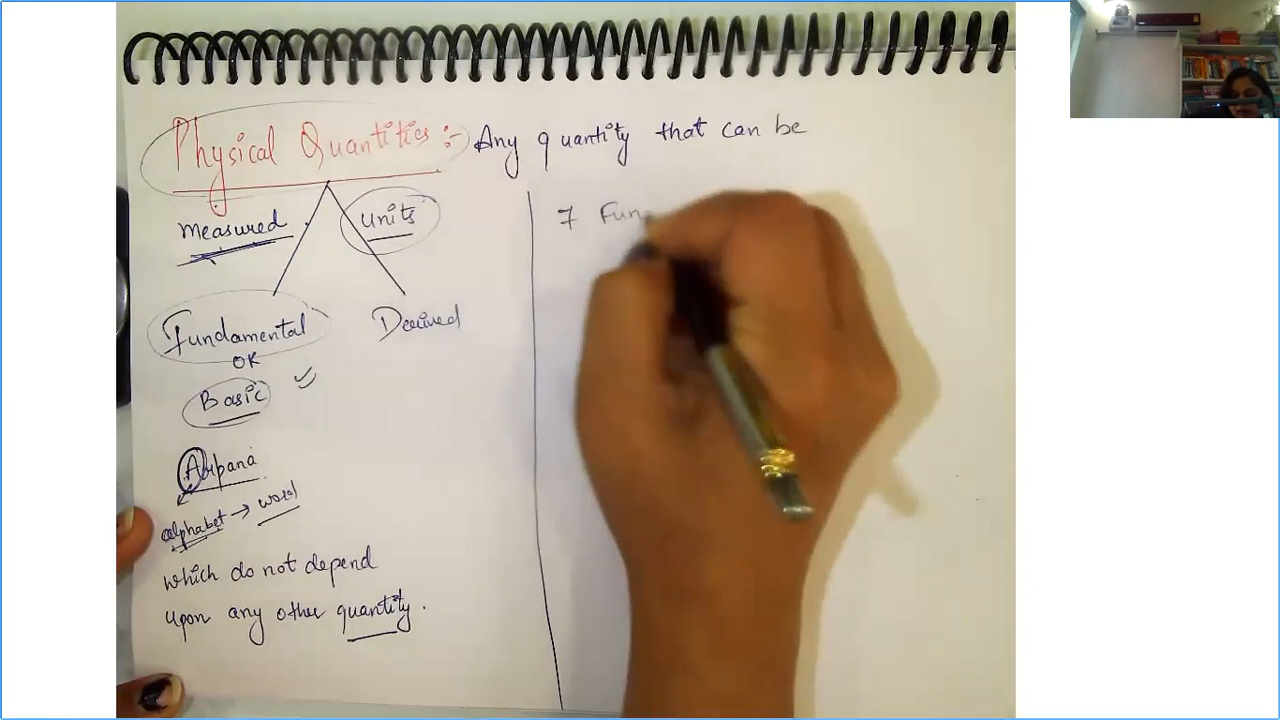 Physical Quantities :- Any quantity that can be
measured
units
Fundamental
OR
Basic
Derived
Arpana
alphabet → word
which do not depend
upon any other quantity.
7 Fun